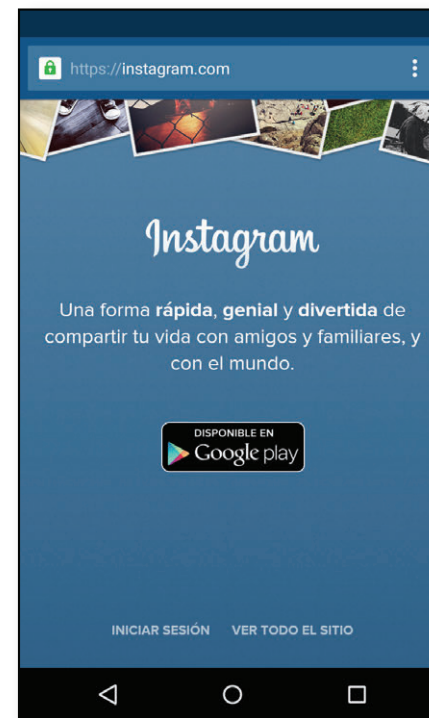 https://instagram.com
Instagram
Una forma rápida, genial y divertida de
compartir tu vida con amigos y familiares, y
con el mundo.
DISPONIBLE EN
Google play
INICIAR SESIÓN VER TODO EL SITIO